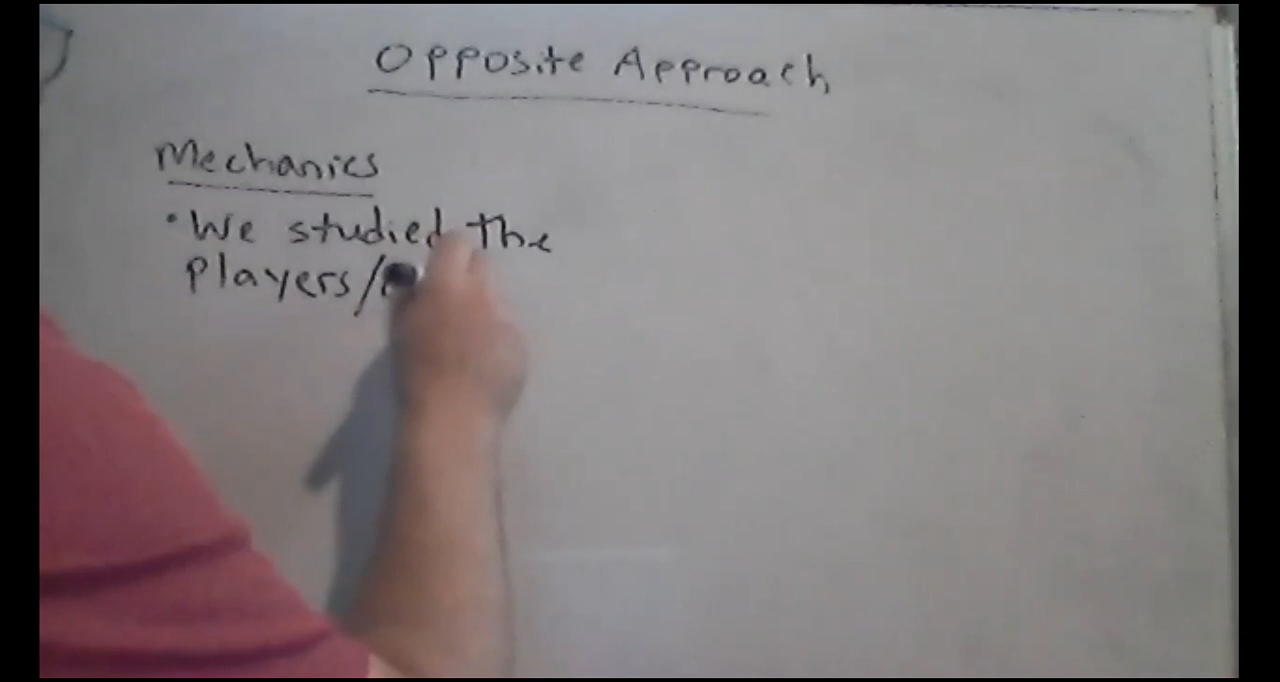 Opposite Approach
Mechanics
• We studied the
Players/